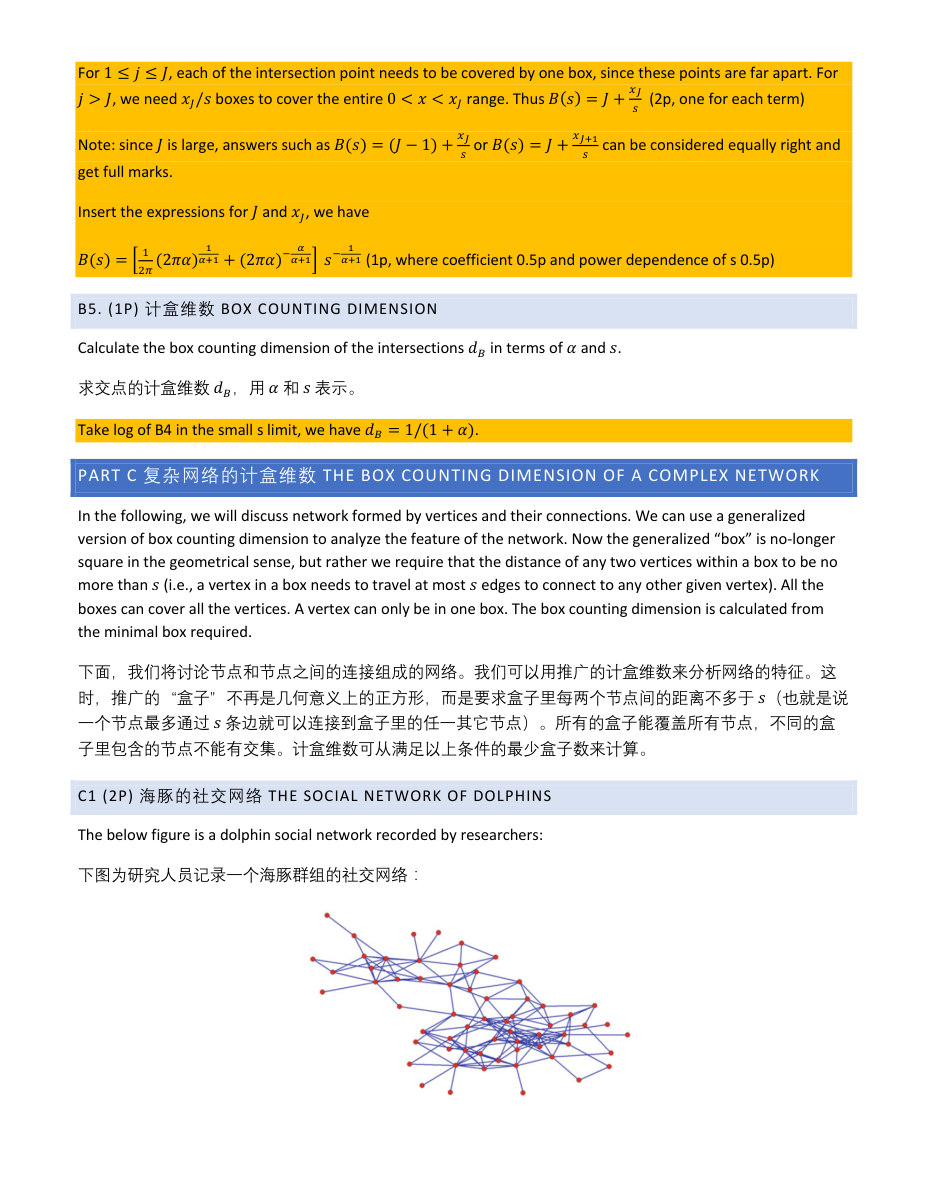 For 1 ≤ j ≤ J, each of the intersection point needs to be covered by one box, since these points are far apart. For
j > J, we need x_J/s boxes to cover the entire 0 < x < x_J range. Thus B(s) = J + x_J/s (2p, one for each term)
Note: since J is large, answers such as B(s) = (J − 1) + x_J/s or B(s) = J + x_{J+1}/s can be considered equally right and
get full marks.
Insert the expressions for J and x_J, we have
B(s) = [1/2π (2πα)^{1/(α+1)} + (2πα)^{−α/(α+1)}] s^{−1/(α+1)} (1p, where coefficient 0.5p and power dependence of s 0.5p)
B5. (1P) 计盒维数 BOX COUNTING DIMENSION
Calculate the box counting dimension of the intersections d_B in terms of α and s.
求交点的计盒维数 d_B，用 α 和 s 表示。
Take log of B4 in the small s limit, we have d_B = 1/(1 + α).
PART C 复杂网络的计盒维数 THE BOX COUNTING DIMENSION OF A COMPLEX NETWORK
In the following, we will discuss network formed by vertices and their connections. We can use a generalized
version of box counting dimension to analyze the feature of the network. Now the generalized “box” is no-longer
square in the geometrical sense, but rather we require that the distance of any two vertices within a box to be no
more than s (i.e., a vertex in a box needs to travel at most s edges to connect to any other given vertex). All the
boxes can cover all the vertices. A vertex can only be in one box. The box counting dimension is calculated from
the minimal box required.
下面，我们将讨论节点和节点之间的连接组成的网络。我们可以用推广的计盒维数来分析网络的特征。这
时，推广的“盒子”不再是几何意义上的正方形，而是要求盒子里每两个节点间的距离不多于 s（也就是说
一个节点最多通过 s 条边就可以连接到盒子里的任一其它节点）。所有的盒子能覆盖所有节点，不同的盒
子里包含的节点不能有交集。计盒维数可从满足以上条件的最少盒子数来计算。
C1 (2P) 海豚的社交网络 THE SOCIAL NETWORK OF DOLPHINS
The below figure is a dolphin social network recorded by researchers:
下图为研究人员记录一个海豚群组的社交网络：